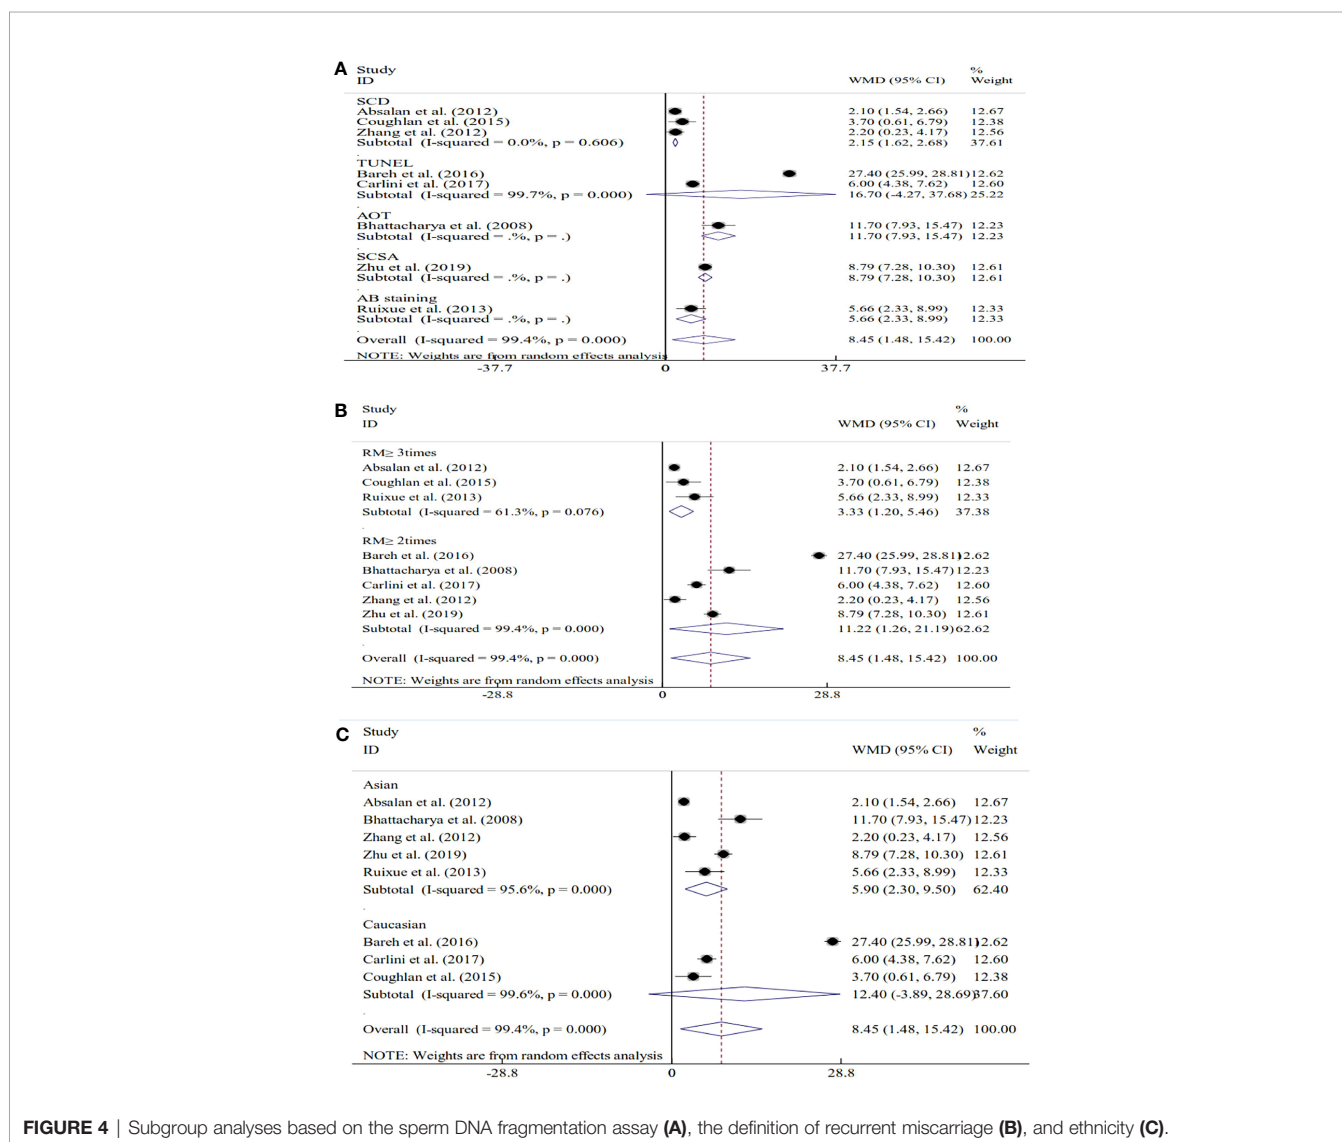 A
Study %
ID WMD (95% CI) Weight
SCD
Absalan et al. (2012) 2.10 (1.54, 2.66) 12.67
Coughlan et al. (2015) 3.70 (0.61, 6.79) 12.38
Zhang et al. (2012) 2.20 (0.23, 4.17) 12.56
Subtotal (I-squared = 0.0%, p = 0.606) 2.15 (1.62, 2.68) 37.61
.
TUNEL
Bareh et al. (2016) 27.40 (25.99, 28.81) 12.62
Carlini et al. (2017) 6.00 (4.38, 7.62) 12.60
Subtotal (I-squared = 99.7%, p = 0.000) 16.70 (-4.27, 37.68) 25.22
.
AOT
Bhattacharya et al. (2008) 11.70 (7.93, 15.47) 12.23
Subtotal (I-squared = .%, p = .) 11.70 (7.93, 15.47) 12.23
.
SCSA
Zhu et al. (2019) 8.79 (7.28, 10.30) 12.61
Subtotal (I-squared = .%, p = .) 8.79 (7.28, 10.30) 12.61
.
AB staining
Ruixue et al. (2013) 5.66 (2.33, 8.99) 12.33
Subtotal (I-squared = .%, p = .) 5.66 (2.33, 8.99) 12.33
.
Overall (I-squared = 99.4%, p = 0.000) 8.45 (1.48, 15.42) 100.00
NOTE: Weights are from random effects analysis
-37.7 0 37.7
B
Study %
ID WMD (95% CI) Weight
RM≥ 3times
Absalan et al. (2012) 2.10 (1.54, 2.66) 12.67
Coughlan et al. (2015) 3.70 (0.61, 6.79) 12.38
Ruixue et al. (2013) 5.66 (2.33, 8.99) 12.33
Subtotal (I-squared = 61.3%, p = 0.076) 3.33 (1.20, 5.46) 37.38
.
RM≥ 2times
Bareh et al. (2016) 27.40 (25.99, 28.81) 12.62
Bhattacharya et al. (2008) 11.70 (7.93, 15.47) 12.23
Carlini et al. (2017) 6.00 (4.38, 7.62) 12.60
Zhang et al. (2012) 2.20 (0.23, 4.17) 12.56
Zhu et al. (2019) 8.79 (7.28, 10.30) 12.61
Subtotal (I-squared = 99.4%, p = 0.000) 11.22 (1.26, 21.19) 62.62
.
Overall (I-squared = 99.4%, p = 0.000) 8.45 (1.48, 15.42) 100.00
NOTE: Weights are from random effects analysis
-28.8 0 28.8
C
Study %
ID WMD (95% CI) Weight
Asian
Absalan et al. (2012) 2.10 (1.54, 2.66) 12.67
Bhattacharya et al. (2008) 11.70 (7.93, 15.47) 12.23
Zhang et al. (2012) 2.20 (0.23, 4.17) 12.56
Zhu et al. (2019) 8.79 (7.28, 10.30) 12.61
Ruixue et al. (2013) 5.66 (2.33, 8.99) 12.33
Subtotal (I-squared = 95.6%, p = 0.000) 5.90 (2.30, 9.50) 62.40
.
Caucasian
Bareh et al. (2016) 27.40 (25.99, 28.81) 12.62
Carlini et al. (2017) 6.00 (4.38, 7.62) 12.60
Coughlan et al. (2015) 3.70 (0.61, 6.79) 12.38
Subtotal (I-squared = 99.6%, p = 0.000) 12.40 (-3.89, 28.69) 37.60
.
Overall (I-squared = 99.4%, p = 0.000) 8.45 (1.48, 15.42) 100.00
NOTE: Weights are from random effects analysis
-28.8 0 28.8
FIGURE 4 | Subgroup analyses based on the sperm DNA fragmentation assay (A), the definition of recurrent miscarriage (B), and ethnicity (C).